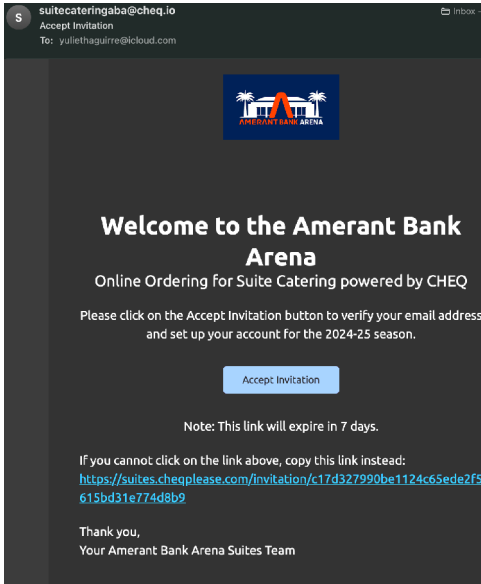 S
suitecateringaba@cheq.io
Inbox
Accept Invitation
To: yuliethaguirre@icloud.com
AMERANT BANK ARENA
Welcome to the Amerant Bank
Arena
Online Ordering for Suite Catering powered by CHEQ
Please click on the Accept Invitation button to verify your email address
and set up your account for the 2024-25 season.
Accept Invitation
Note: This link will expire in 7 days.
If you cannot click on the link above, copy this link instead:
https://suites.cheqplease.com/invitation/c17d327990be1124c65ede2f5
615bd31e774d8b9
Thank you,
Your Amerant Bank Arena Suites Team